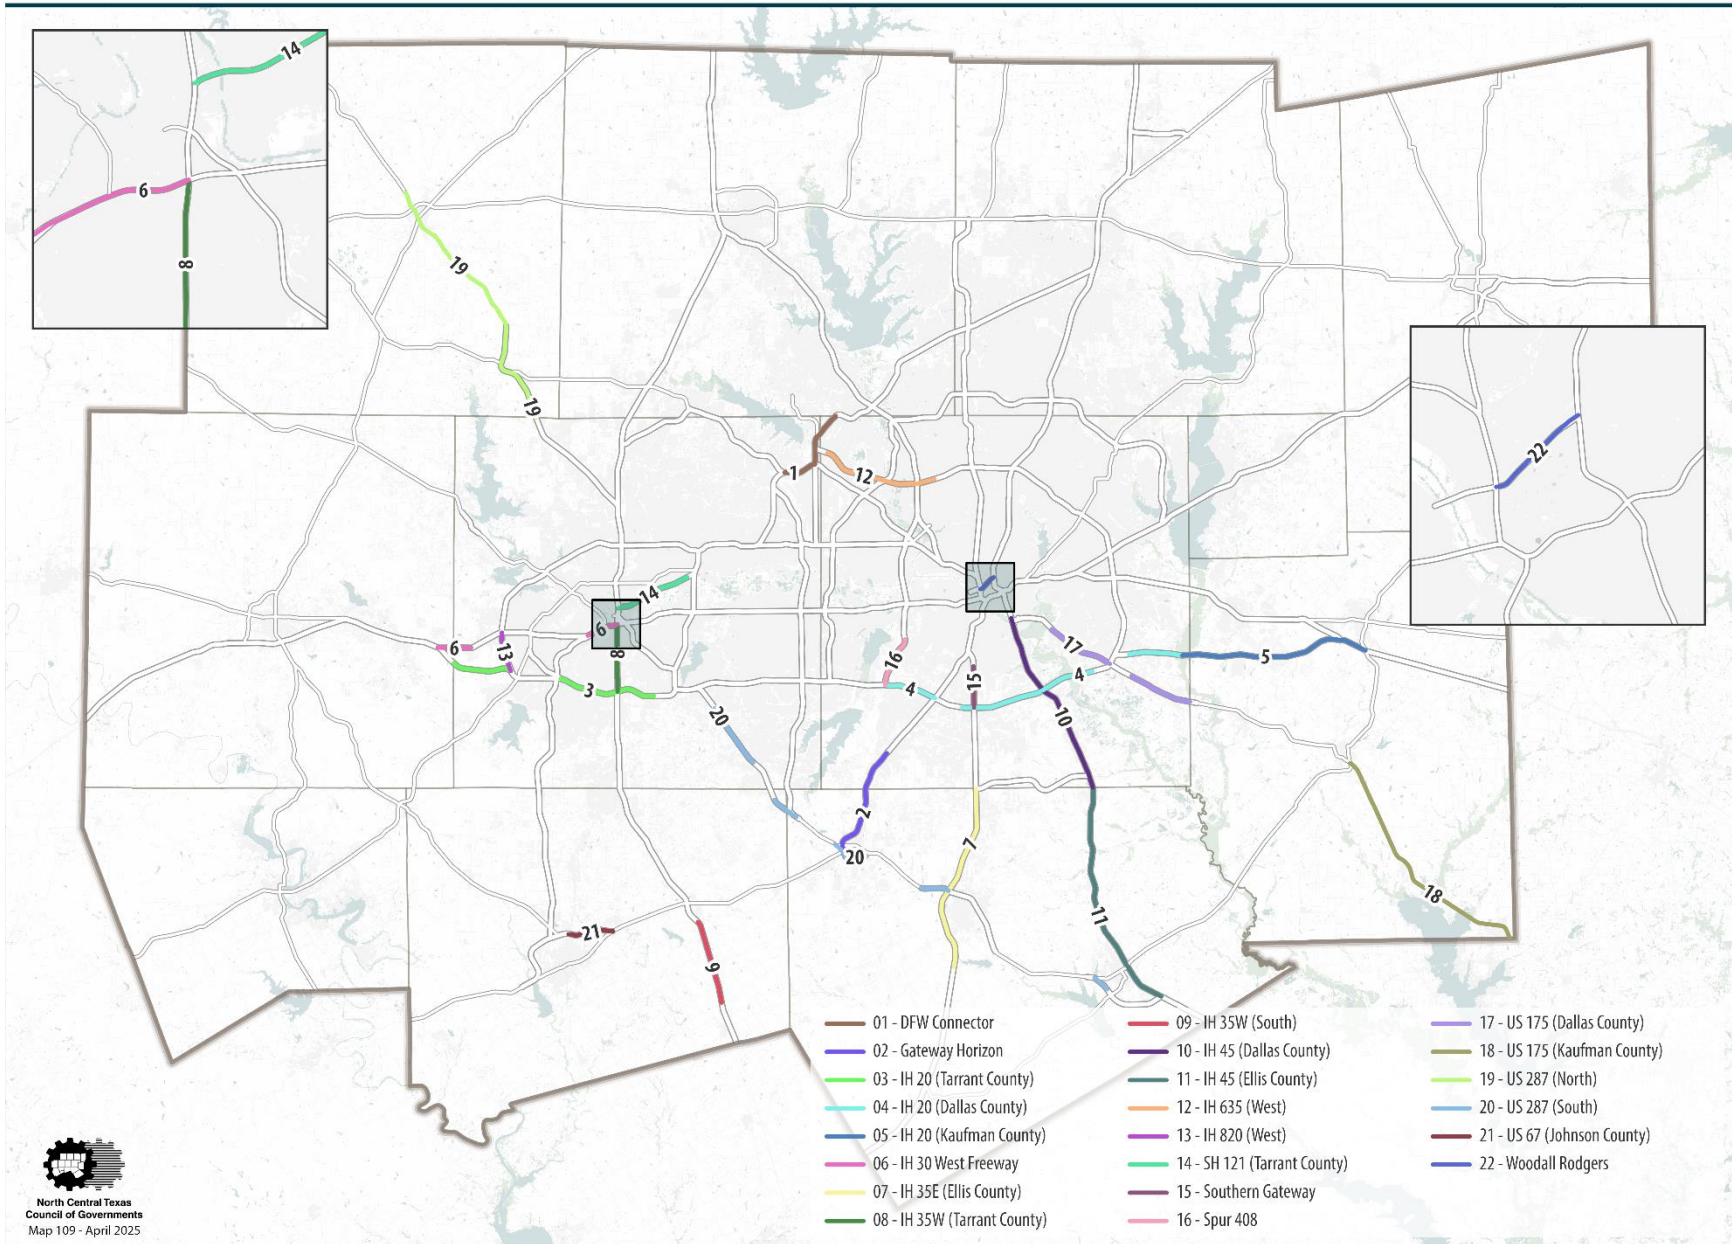 14
6
8
19
19
22
1
12
14
6
6
13
8
3
16
15
4
4
17
5
10
20
2
20
7
11
18
21
9
01 - DFW Connector
02 - Gateway Horizon
03 - IH 20 (Tarrant County)
04 - IH 20 (Dallas County)
05 - IH 20 (Kaufman County)
06 - IH 30 West Freeway
07 - IH 35E (Ellis County)
08 - IH 35W (Tarrant County)
09 - IH 35W (South)
10 - IH 45 (Dallas County)
11 - IH 45 (Ellis County)
12 - IH 635 (West)
13 - IH 820 (West)
14 - SH 121 (Tarrant County)
15 - Southern Gateway
16 - Spur 408
17 - US 175 (Dallas County)
18 - US 175 (Kaufman County)
19 - US 287 (North)
20 - US 287 (South)
21 - US 67 (Johnson County)
22 - Woodall Rodgers
North Central Texas
Council of Governments
Map 109 - April 2025